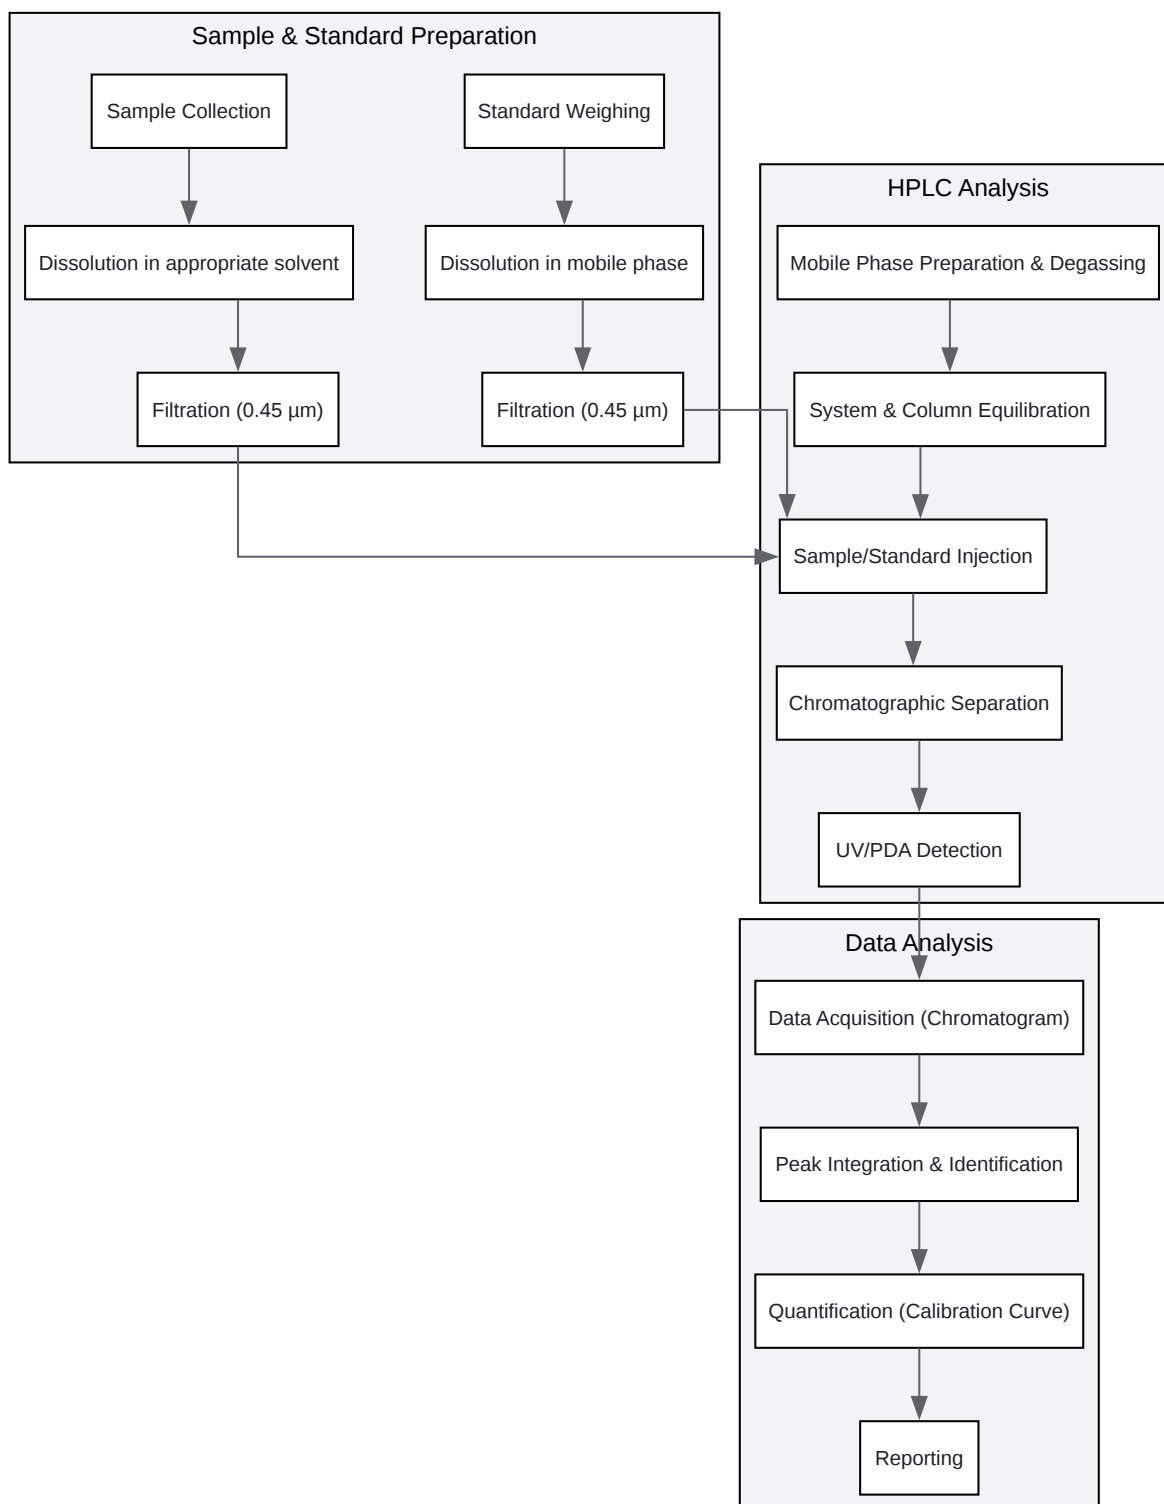 Sample & Standard Preparation
Sample Collection
Standard Weighing
Dissolution in appropriate solvent
Dissolution in mobile phase
Filtration (0.45 µm)
Filtration (0.45 µm)
HPLC Analysis
Mobile Phase Preparation & Degassing
System & Column Equilibration
Sample/Standard Injection
Chromatographic Separation
UV/PDA Detection
Data Analysis
Data Acquisition (Chromatogram)
Peak Integration & Identification
Quantification (Calibration Curve)
Reporting